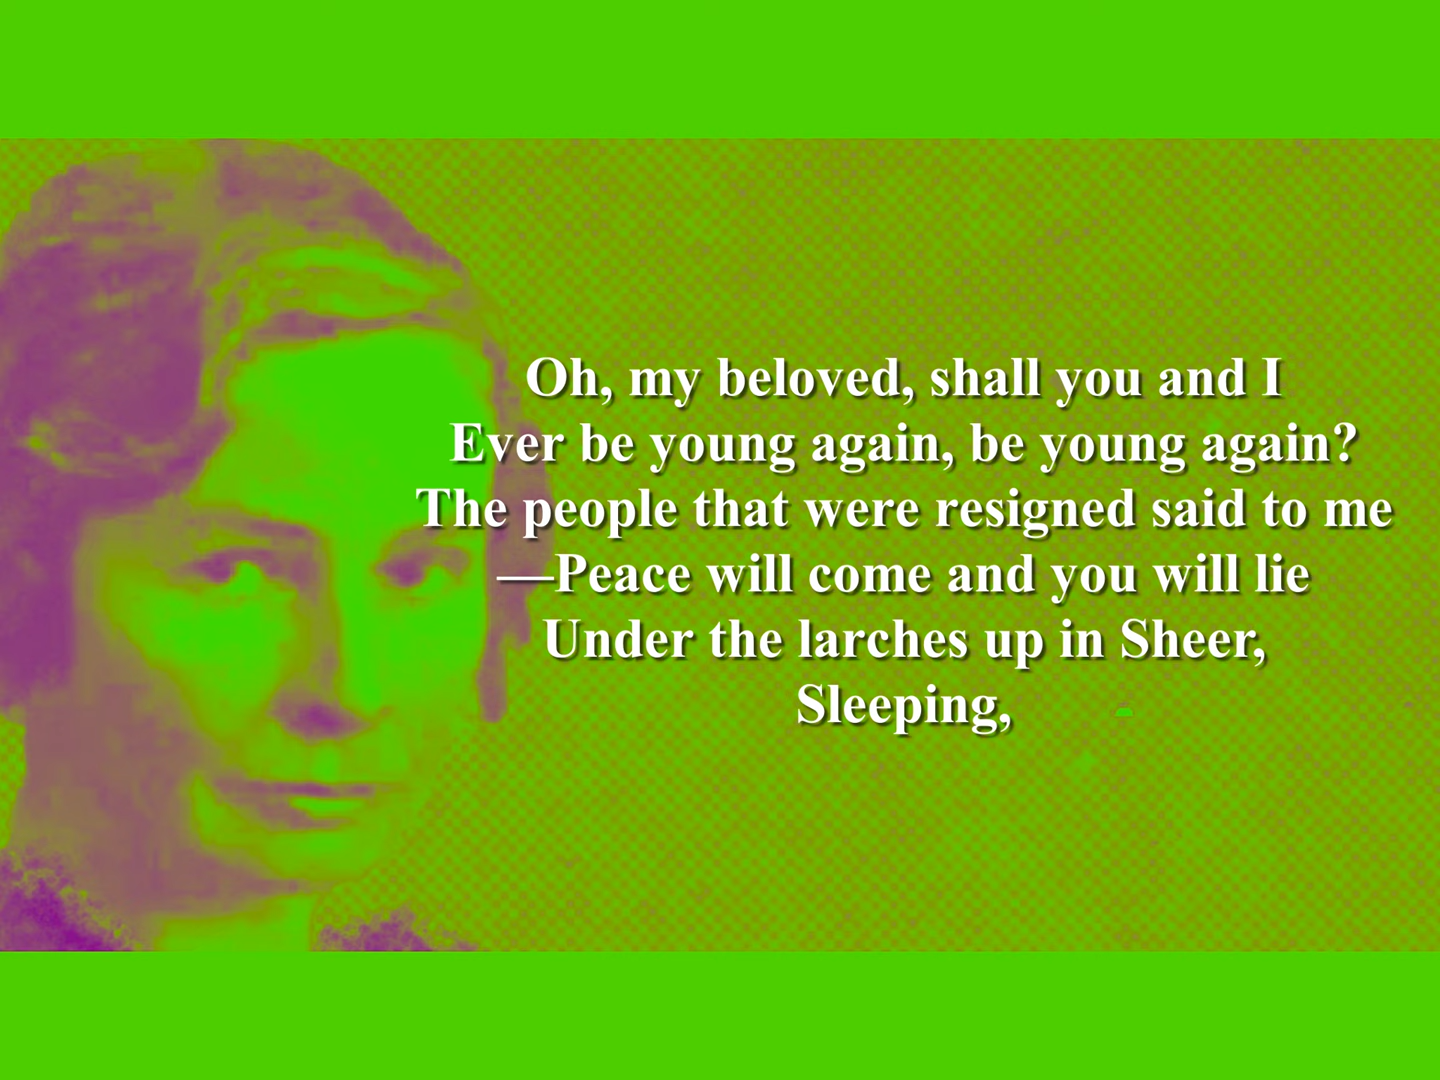 Oh, my beloved, shall you and I
Ever be young again, be young again?
The people that were resigned said to me
—Peace will come and you will lie
Under the larches up in Sheer,
Sleeping,